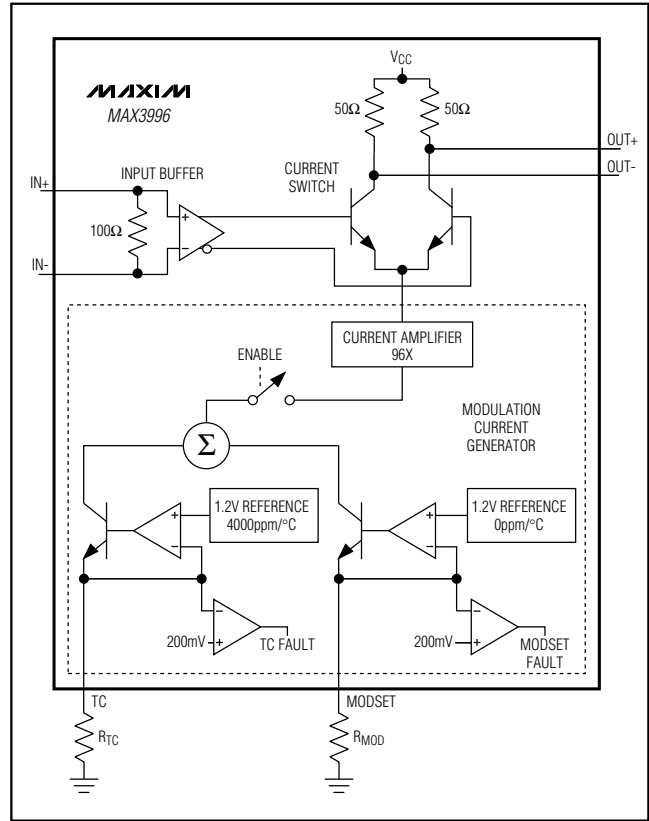 VCC
MAXIM
MAX3996
50Ω
50Ω
OUT+
OUT-
IN+
INPUT BUFFER
CURRENT
SWITCH
100Ω
+
−
IN-
CURRENT AMPLIFIER
96X
ENABLE
MODULATION
CURRENT
GENERATOR
Σ
+
−
1.2V REFERENCE
4000ppm/°C
+
−
1.2V REFERENCE
0ppm/°C
−
200mV
+
TC FAULT
−
200mV
+
MODSET
FAULT
TC
MODSET
RTC
RMOD